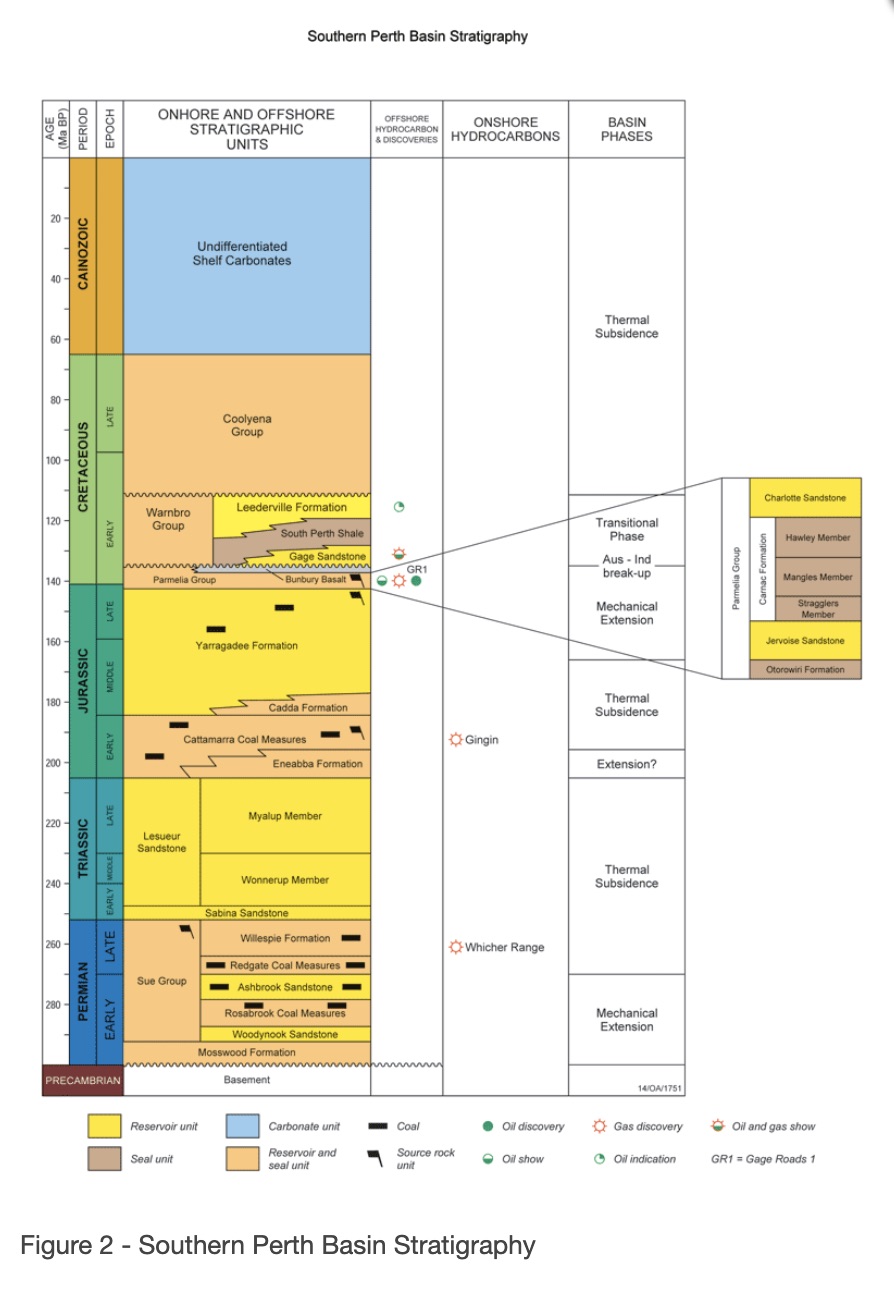 Southern Perth Basin Stratigraphy
AGE
(Ma BP)
PERIOD
EPOCH
ONHORE AND OFFSHORE
STRATIGRAPHIC
UNITS
OFFSHORE
HYDROCARBON
& DISCOVERIES
ONSHORE
HYDROCARBONS
BASIN
PHASES
20
40
60
80
100
120
140
160
180
200
220
240
260
280
CAINOZOIC
CRETACEOUS
LATE
EARLY
JURASSIC
LATE
MIDDLE
EARLY
TRIASSIC
LATE
MIDDLE
EARLY
PERMIAN
LATE
EARLY
PRECAMBRIAN
Undifferentiated
Shelf Carbonates
Coolyena
Group
Warnbro
Group
Leederville Formation
South Perth Shale
Gage Sandstone
Parmelia Group
Bunbury Basalt
Yarragadee Formation
Cadda Formation
Cattamarra Coal Measures
Eneabba Formation
Lesueur
Sandstone
Myalup Member
Wonnerup Member
Sabina Sandstone
Sue Group
Willespie Formation
Redgate Coal Measures
Ashbrook Sandstone
Rosabrook Coal Measures
Woodynook Sandstone
Mosswood Formation
Basement
GR1
Gingin
Whicher Range
Thermal
Subsidence
Transitional
Phase
Aus - Ind
break-up
Mechanical
Extension
Thermal
Subsidence
Extension?
Thermal
Subsidence
Mechanical
Extension
14/OA/1751
Parmelia Group
Carnac Formation
Charlotte Sandstone
Hawley Member
Mangles Member
Stragglers
Member
Jervoise Sandstone
Otorowiri Formation
Reservoir unit
Carbonate unit
Coal
Oil discovery
Gas discovery
Oil and gas show
Seal unit
Reservoir and
seal unit
Source rock
unit
Oil show
Oil indication
GR1 = Gage Roads 1
Figure 2 - Southern Perth Basin Stratigraphy